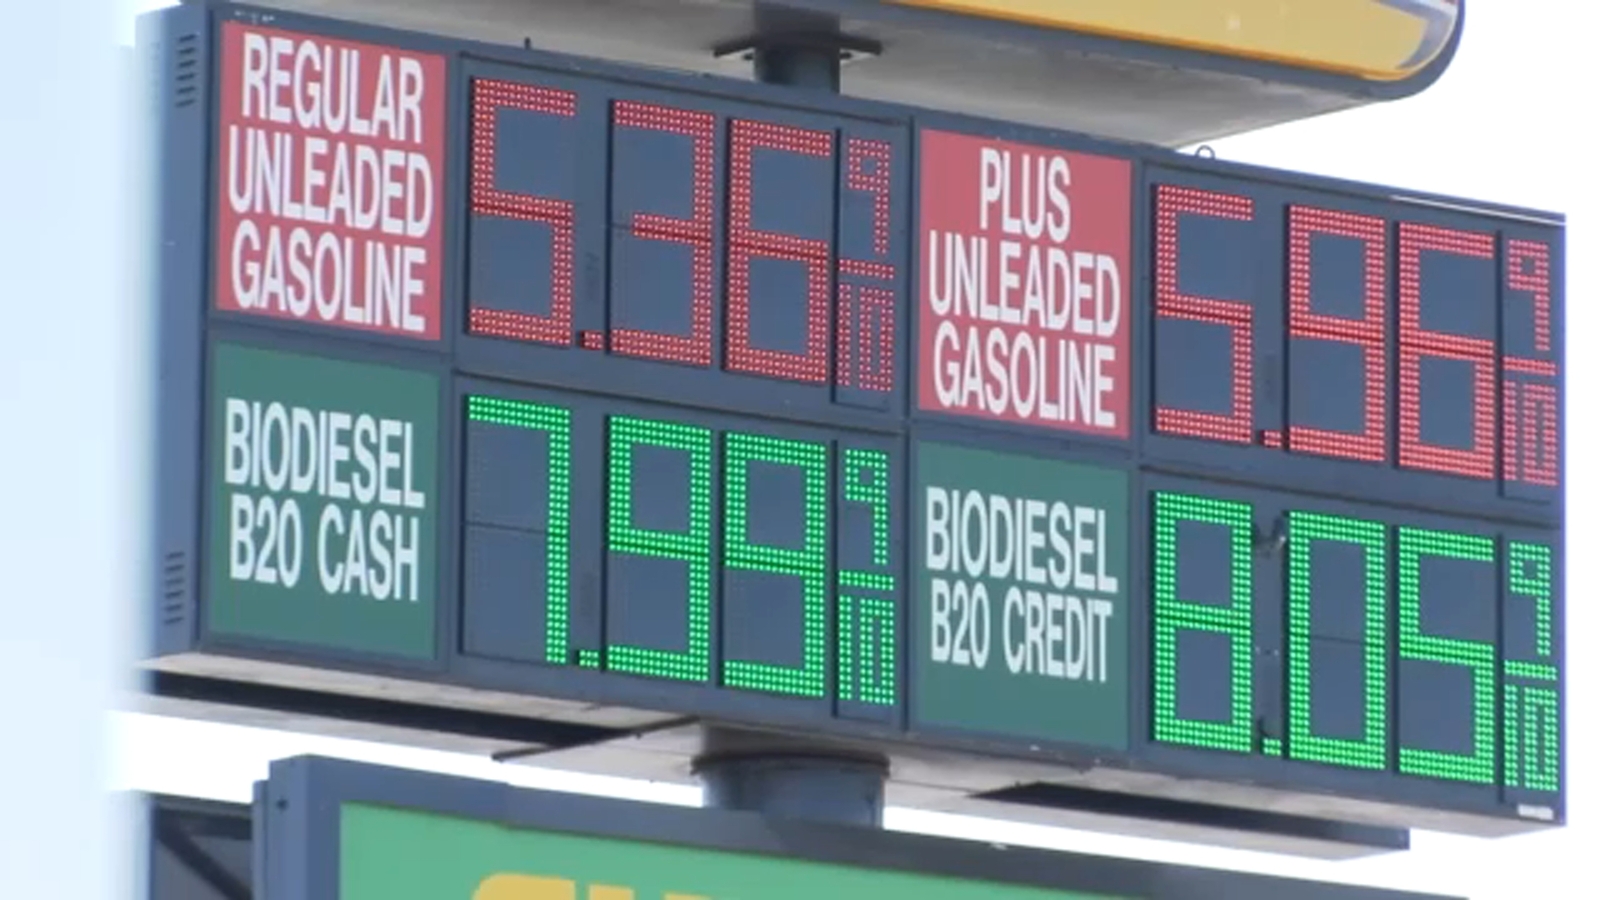 REGULAR
UNLEADED
GASOLINE
5.36 9/10
PLUS
UNLEADED
GASOLINE
5.96 9/10
BIODIESEL
B20 CASH
7.99 9/10
BIODIESEL
B20 CREDIT
8.05 9/10